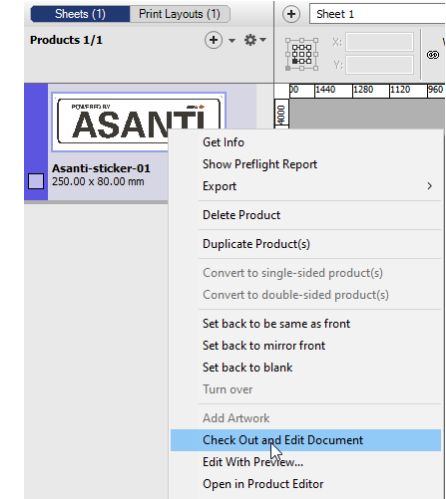 Sheets (1)
Print Layouts (1)
Sheet 1
Products 1/1
X:
Y:
1440 1280 1120 960
4000
POWERED BY
ASANTI
Asanti-sticker-01
250.00 x 80.00 mm
Get Info
Show Preflight Report
Export
Delete Product
Duplicate Product(s)
Convert to single-sided product(s)
Convert to double-sided product(s)
Set back to be same as front
Set back to mirror front
Set back to blank
Turn over
Add Artwork
Check Out and Edit Document
Edit With Preview...
Open in Product Editor